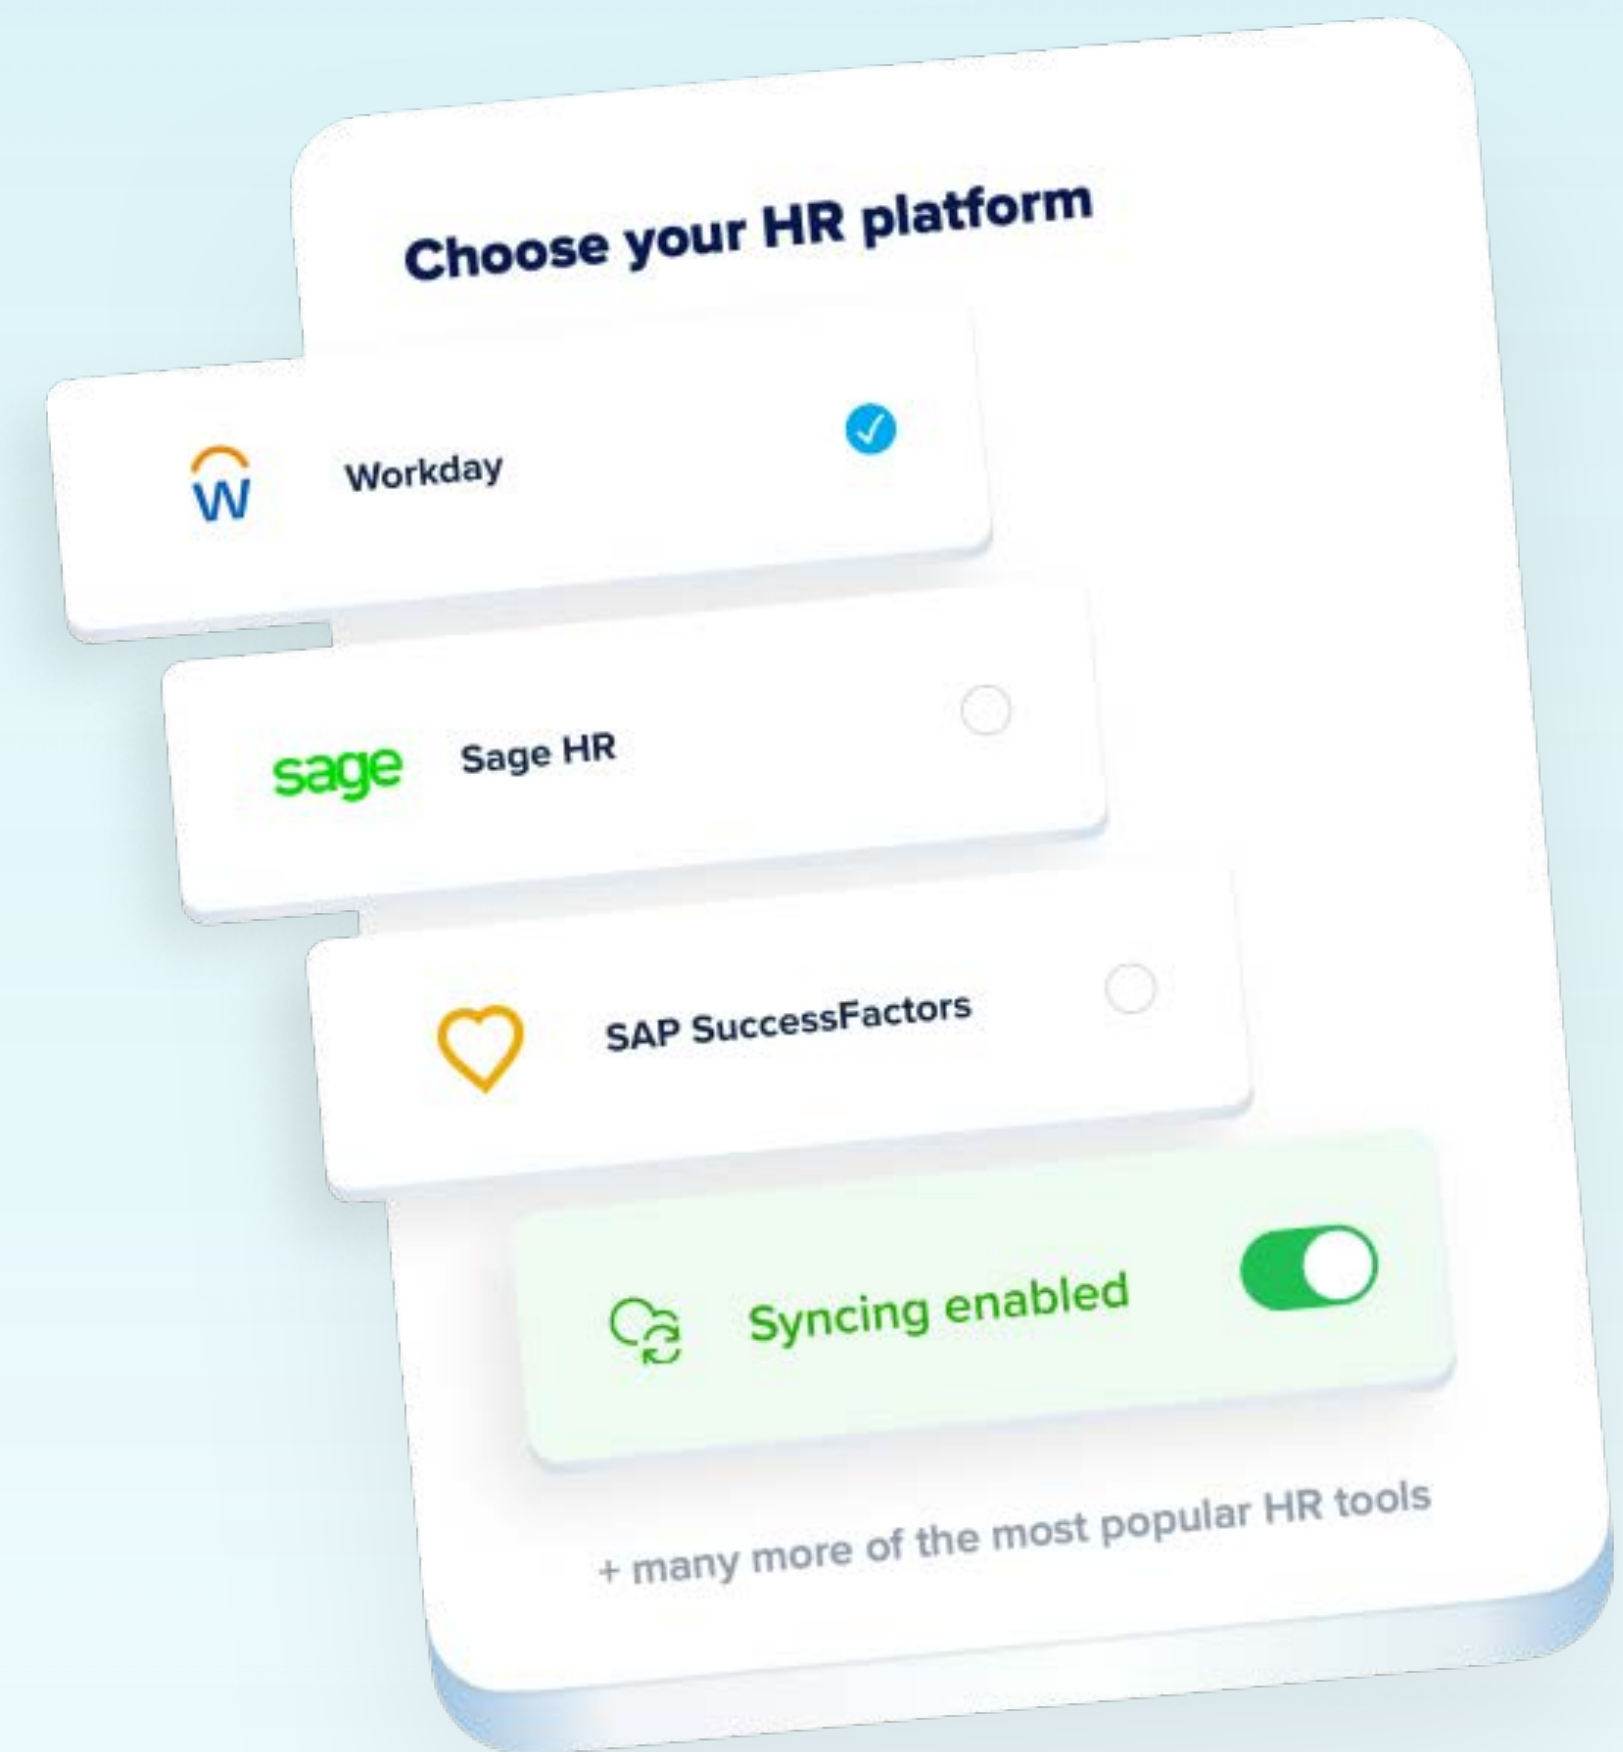 Choose your HR platform
W Workday
sage Sage HR
SAP SuccessFactors
Syncing enabled
+ many more of the most popular HR tools